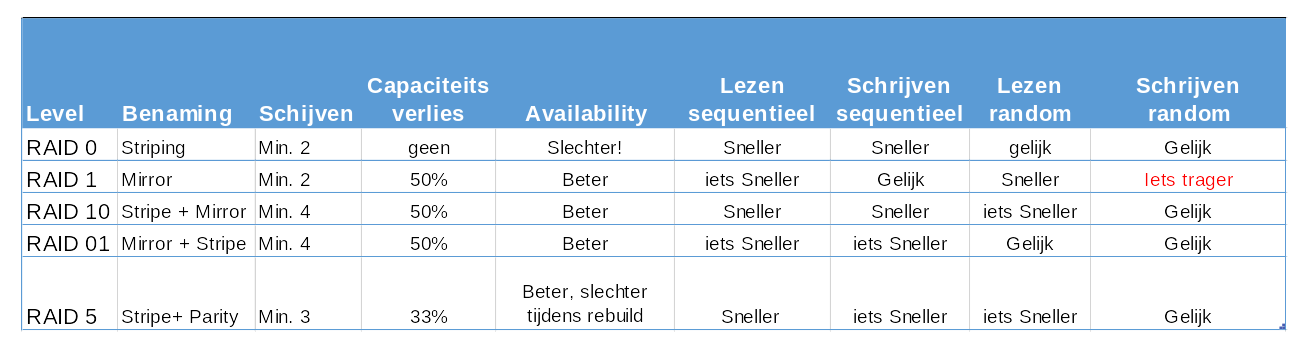 Capaciteits Lezen Schrijven Lezen Schrijven
Level Benaming Schijven verlies Availability sequentieel sequentieel random random
RAID 0 Striping Min. 2 geen Slechter! Sneller Sneller gelijk Gelijk
RAID 1 Mirror Min. 2 50% Beter iets Sneller Gelijk Sneller Iets trager
RAID 10 Stripe + Mirror Min. 4 50% Beter Sneller Sneller iets Sneller Gelijk
RAID 01 Mirror + Stripe Min. 4 50% Beter iets Sneller iets Sneller Gelijk Gelijk
Beter, slechter
RAID 5 Stripe+ Parity Min. 3 33% tijdens rebuild Sneller iets Sneller iets Sneller Gelijk